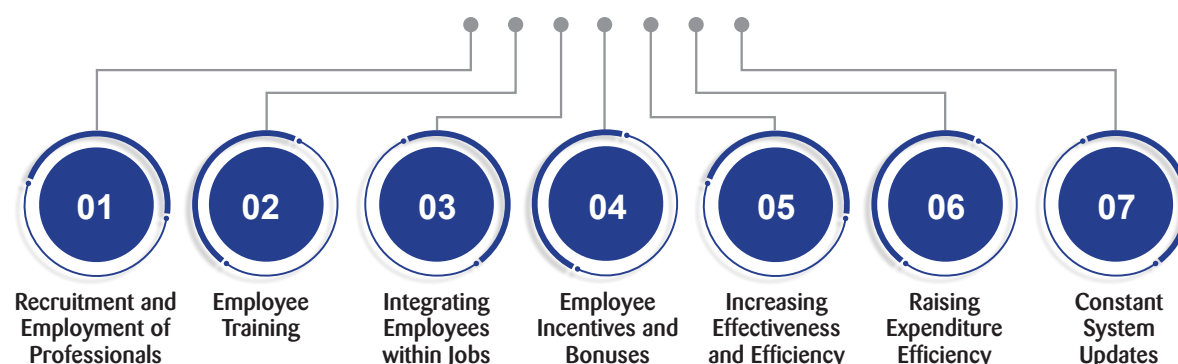 01
Recruitment and
Employment of
Professionals
02
Employee
Training
03
Integrating
Employees
within Jobs
04
Employee
Incentives and
Bonuses
05
Increasing
Effectiveness
and Efficiency
06
Raising
Expenditure
Efficiency
07
Constant
System
Updates